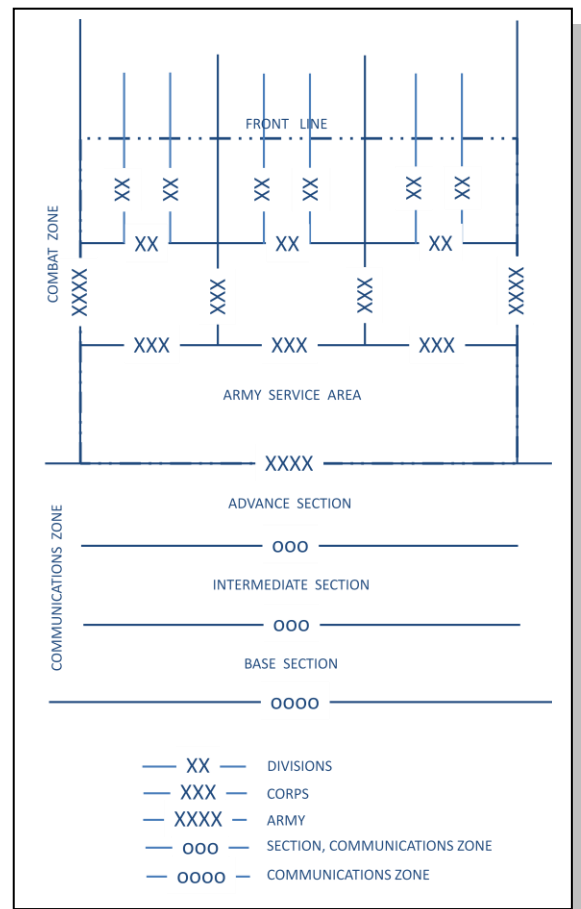 FRONT LINE
XX XX XX XX XX XX
XX XX XX
COMBAT ZONE
XXXX XXX XXX XXXX
XXX XXX XXX
ARMY SERVICE AREA
XXXX
ADVANCE SECTION
ooo
COMMUNICATIONS ZONE
INTERMEDIATE SECTION
ooo
BASE SECTION
oooo
XX DIVISIONS
XXX CORPS
XXXX ARMY
ooo SECTION, COMMUNICATIONS ZONE
oooo COMMUNICATIONS ZONE